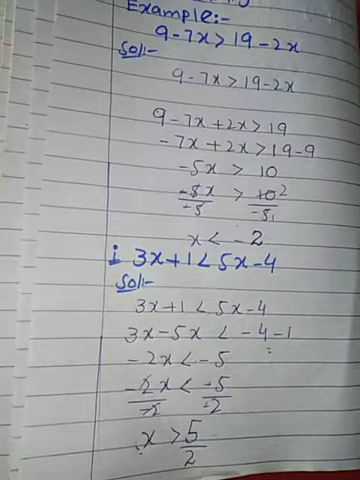 Example:-
9-7x>19-2x
Sol:-
9-7x>19-2x
9-7x+2x>19
-7x+2x>19-9
-5x > 10
-5x/-5 > 10 2/-5 1
x < -2
i 3x+1<5x-4
Sol:-
3x+1<5x-4
3x-5x < -4-1
-2x<-5
-2x/-2 < -5/-2
x > 5/2